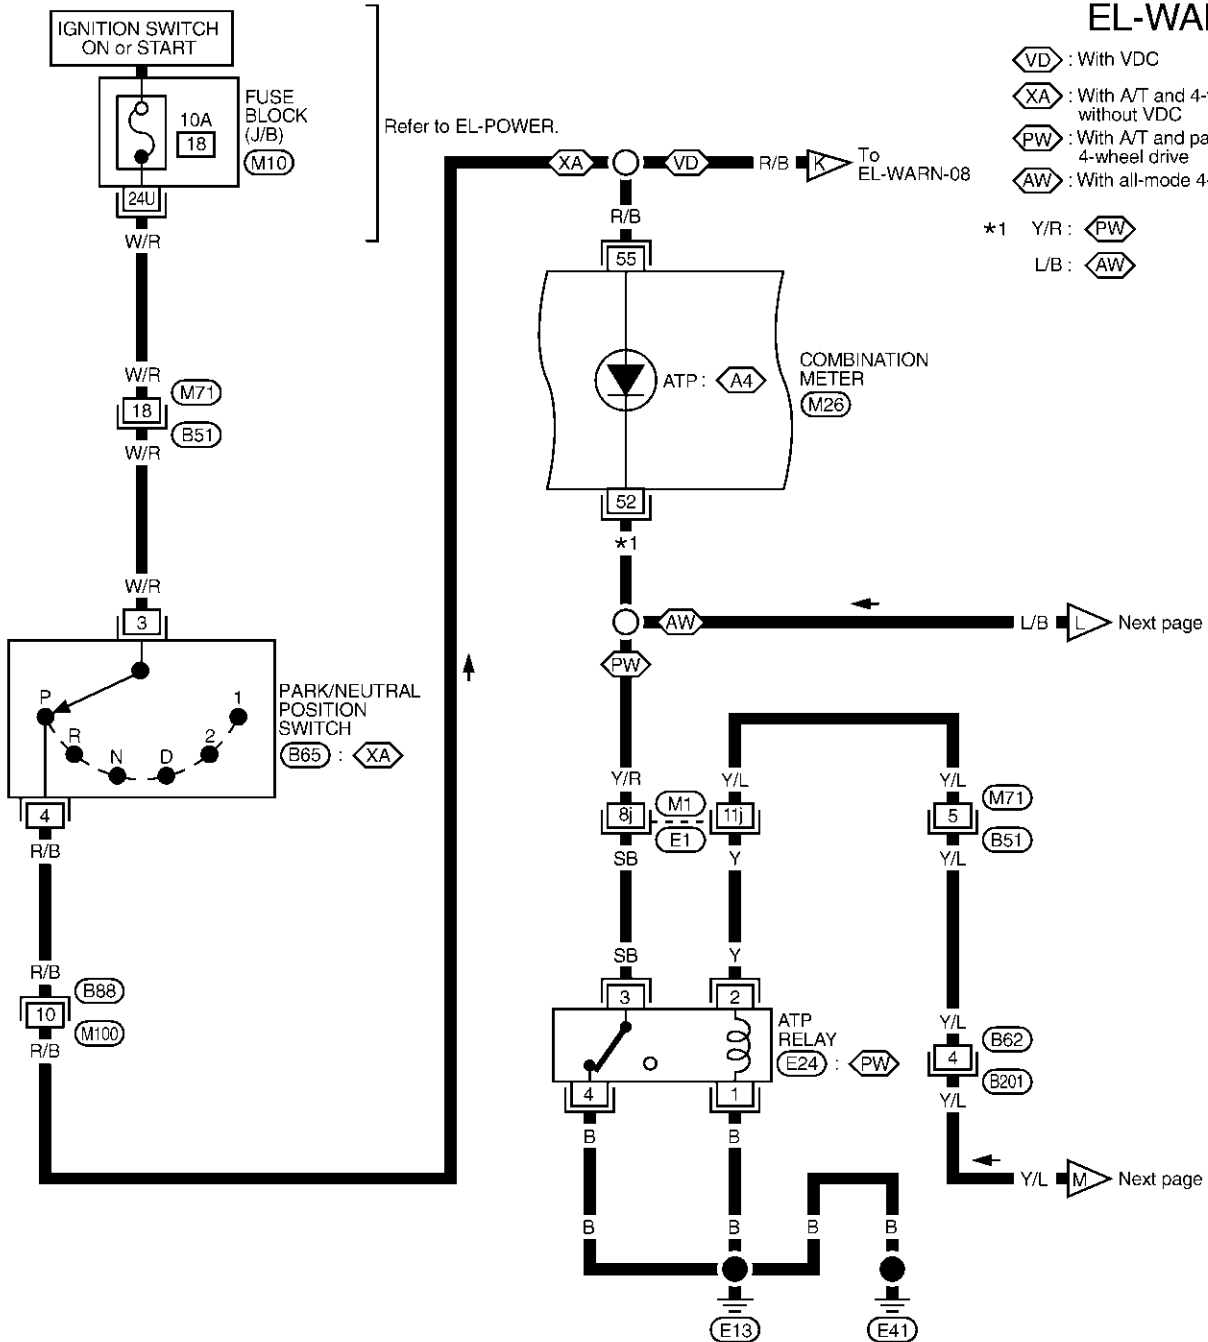 EL-WA
IGNITION SWITCH
ON or START
FUSE
BLOCK
(J/B)
M10
10A
18
24U
Refer to EL-POWER.
VD : With VDC
XA : With A/T and 4-
without VDC
PW : With A/T and pa
4-wheel drive
AW : With all-mode 4-
*1 Y/R : PW
L/B : AW
XA
VD
R/B
K
To
EL-WARN-08
W/R
R/B
55
W/R
18
M71
B51
W/R
ATP : A4
COMBINATION
METER
M26
52
*1
W/R
3
AW
L/B
L
Next page
PW
P
R
N
D
2
1
PARK/NEUTRAL
POSITION
SWITCH
B65 : XA
4
R/B
Y/R
Y/L
Y/L
8j
M1
E1
11j
5
M71
B51
SB
Y
Y/L
R/B
10
B88
M100
R/B
SB
Y
3
2
ATP
RELAY
E24 : PW
4
1
Y/L
4
B62
B201
Y/L
B
B
Y/L
M
Next page
B
B
B
B
E13
E41